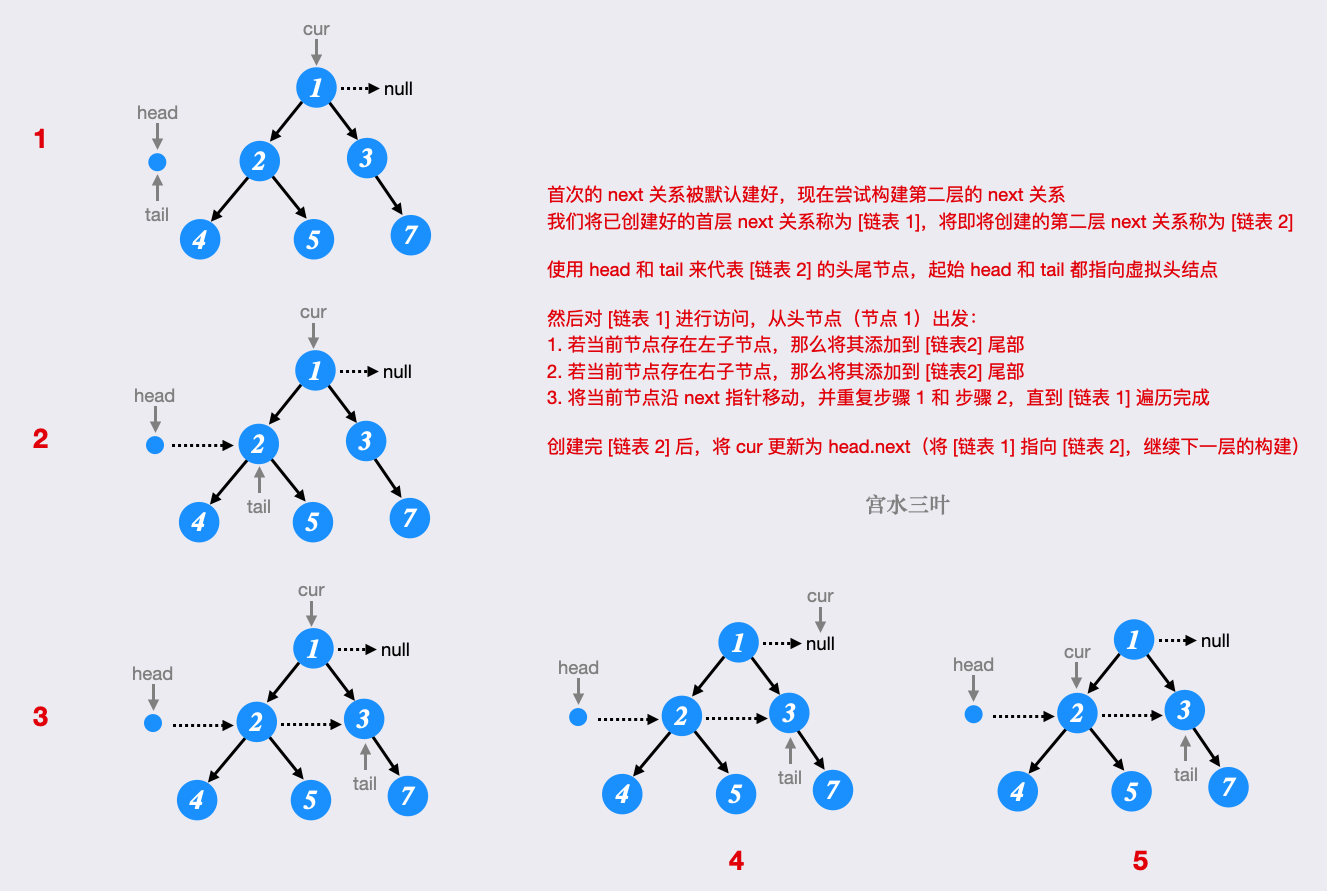 1
cur
1
null
head
tail
2
3
4
5
7
首次的 next 关系被默认建好，现在尝试构建第二层的 next 关系
我们将已创建好的首层 next 关系称为 [链表 1]，将即将创建的第二层 next 关系称为 [链表 2]
使用 head 和 tail 来代表 [链表 2] 的头尾节点，起始 head 和 tail 都指向虚拟头结点
然后对 [链表 1] 进行访问，从头节点（节点 1）出发：
1. 若当前节点存在左子节点，那么将其添加到 [链表2] 尾部
2. 若当前节点存在右子节点，那么将其添加到 [链表2] 尾部
3. 将当前节点沿 next 指针移动，并重复步骤 1 和 步骤 2，直到 [链表 1] 遍历完成
创建完 [链表 2] 后，将 cur 更新为 head.next（将 [链表 1] 指向 [链表 2]，继续下一层的构建）
宫水三叶
2
cur
1
null
head
2
3
tail
4
5
7
3
cur
1
null
head
2
3
tail
4
5
7
cur
1
null
head
2
3
tail
4
5
7
4
1
null
cur
head
2
3
tail
4
5
7
5